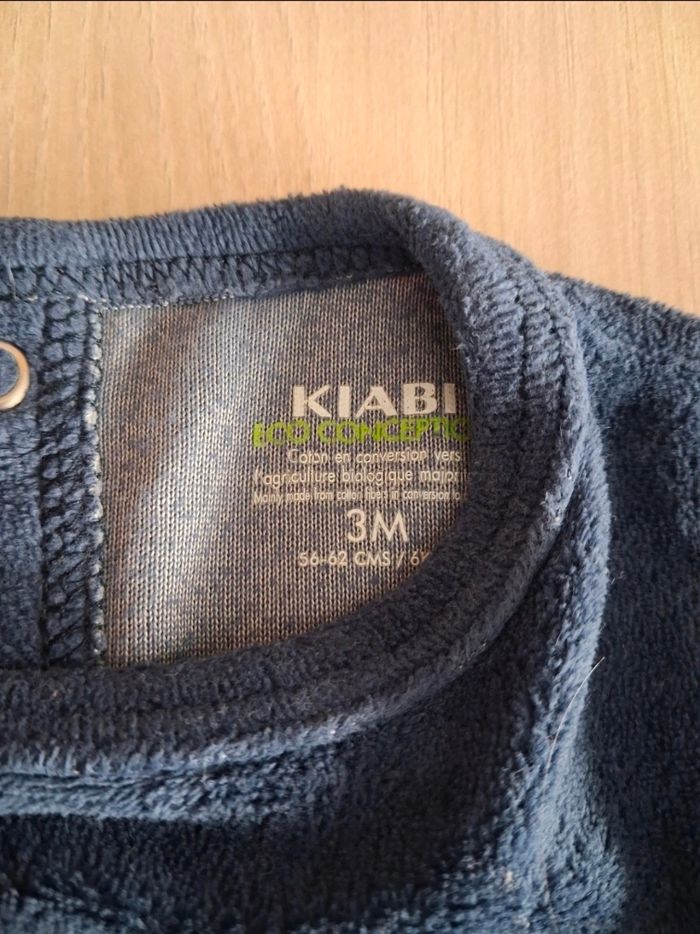 KIABI
ECO CONCEPTIO
Coton en conversion vers
l'agriculture biologique major
Mainly made from cotton fibers in conversion to
3M
56-62 CMS / 6K